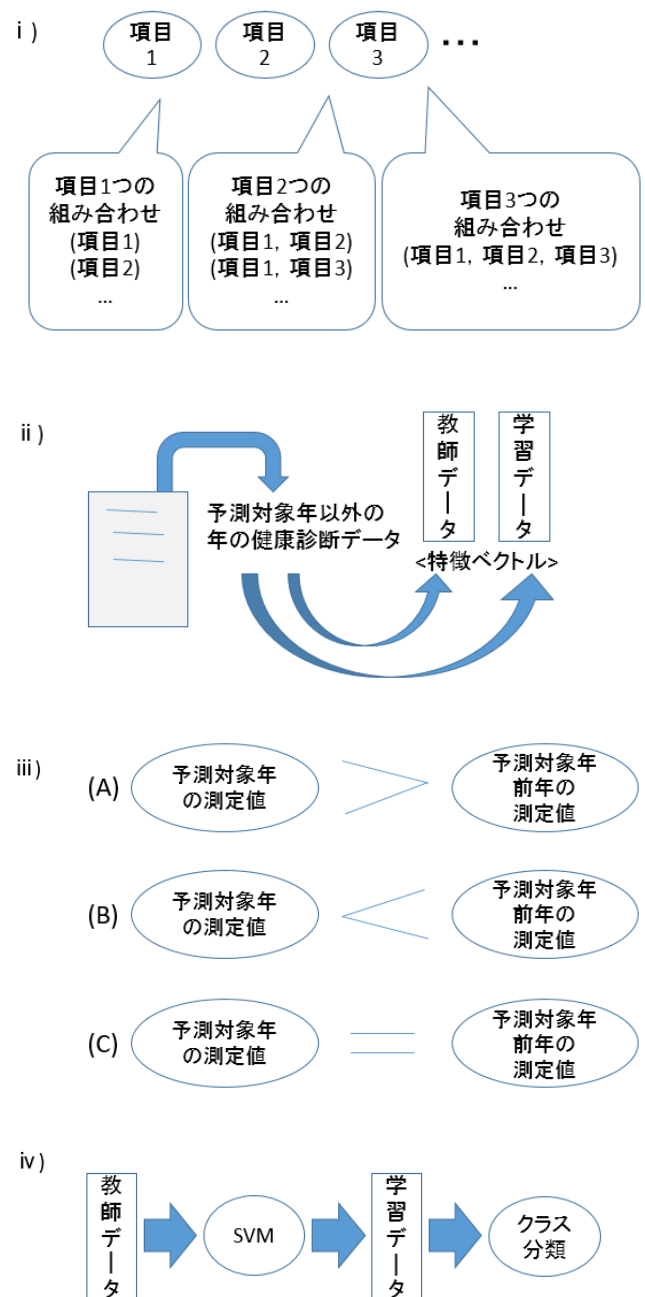 i )
項目
1
項目
2
項目
3
...
項目1つの
組み合わせ
(項目1)
(項目2)
...
項目2つの
組み合わせ
(項目1, 項目2)
(項目1, 項目3)
...
項目3つの
組み合わせ
(項目1, 項目2, 項目3)
...
ii )
予測対象年以外の
年の健康診断データ
教師データ
学習データ
<特徴ベクトル>
iii)
(A)
予測対象年
の測定値
予測対象年
前年の
測定値
(B)
予測対象年
の測定値
予測対象年
前年の
測定値
(C)
予測対象年
の測定値
予測対象年
前年の
測定値
iv )
教師データ
SVM
学習データ
クラス
分類